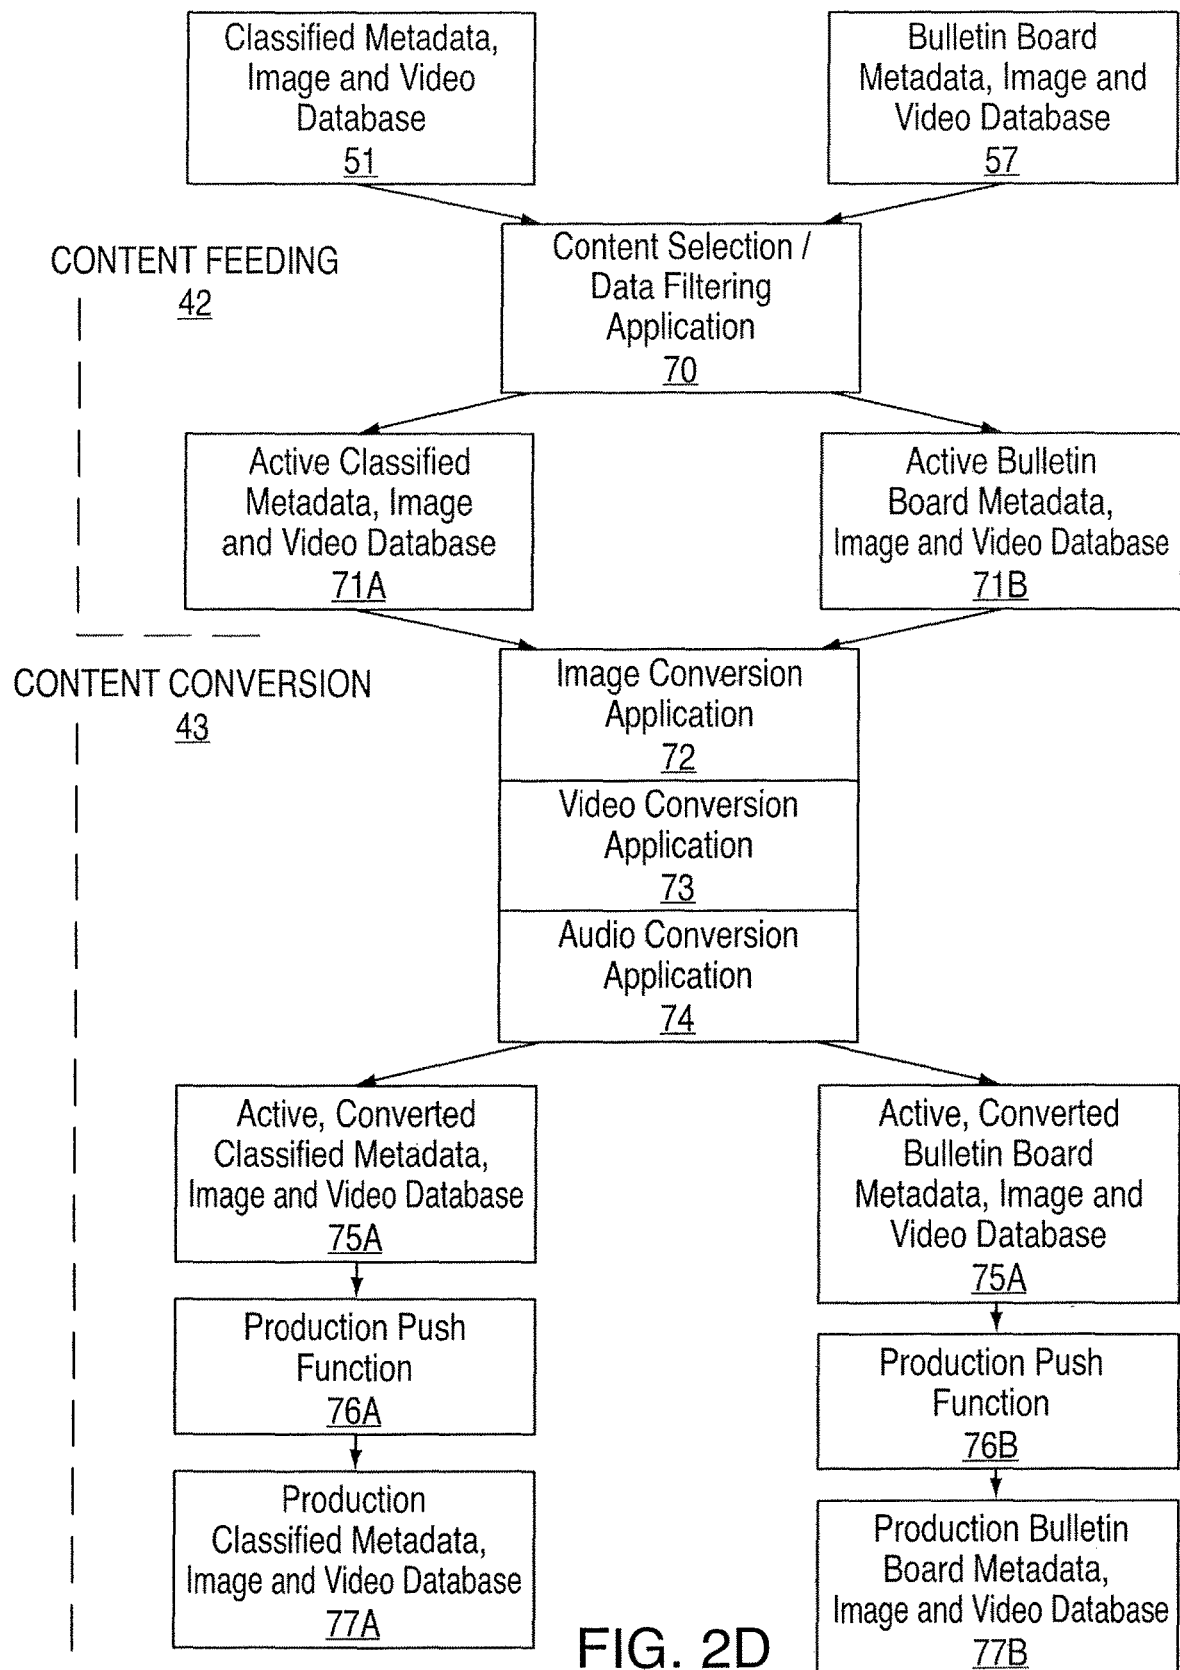 Classified Metadata,
Image and Video
Database
51
Bulletin Board
Metadata, Image and
Video Database
57
CONTENT FEEDING
42
Content Selection /
Data Filtering
Application
70
Active Classified
Metadata, Image
and Video Database
71A
Active Bulletin
Board Metadata,
Image and Video Database
71B
CONTENT CONVERSION
43
Image Conversion
Application
72
Video Conversion
Application
73
Audio Conversion
Application
74
Active, Converted
Classified Metadata,
Image and Video Database
75A
Active, Converted
Bulletin Board
Metadata, Image and
Video Database
75A
Production Push
Function
76A
Production Push
Function
76B
Production
Classified Metadata,
Image and Video Database
77A
Production Bulletin
Board Metadata,
Image and Video Database
77B
FIG. 2D